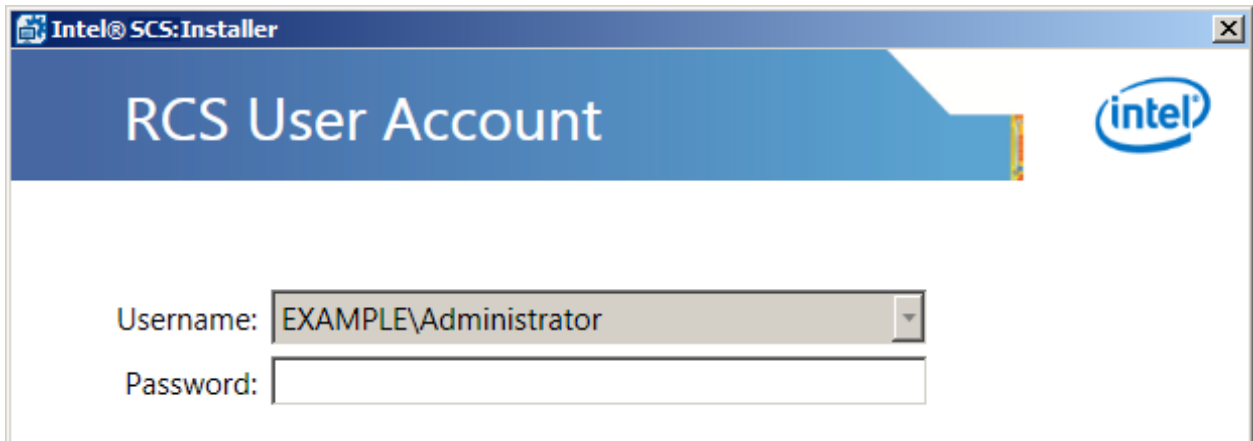 Intel® SCS:Installer
RCS User Account
intel®
Username: EXAMPLE\Administrator
Password: